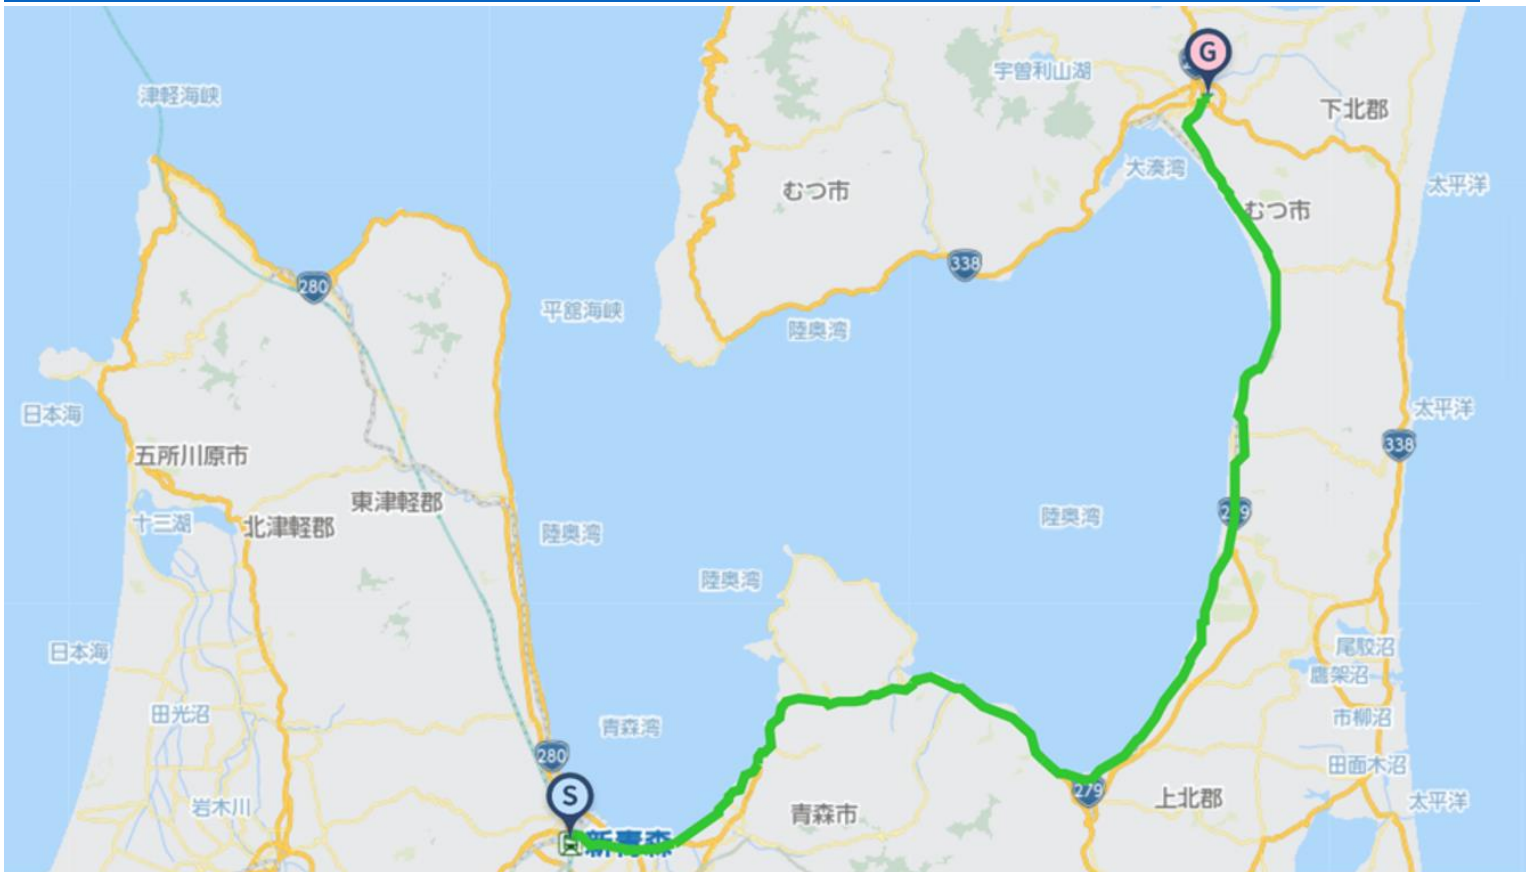 G
津軽海峡
宇曽利山湖
下北郡
大湊湾
太平洋
むつ市
むつ市
338
280
平舘海峡
陸奥湾
日本海
太平洋
338
五所川原市
東津軽郡
十三湖
北津軽郡
陸奥湾
陸奥湾
279
陸奥湾
日本海
尾駮沼
鷹架沼
田光沼
青森湾
市柳沼
280
田面木沼
S
279
岩木川
上北郡
太平洋
青森市
新青森